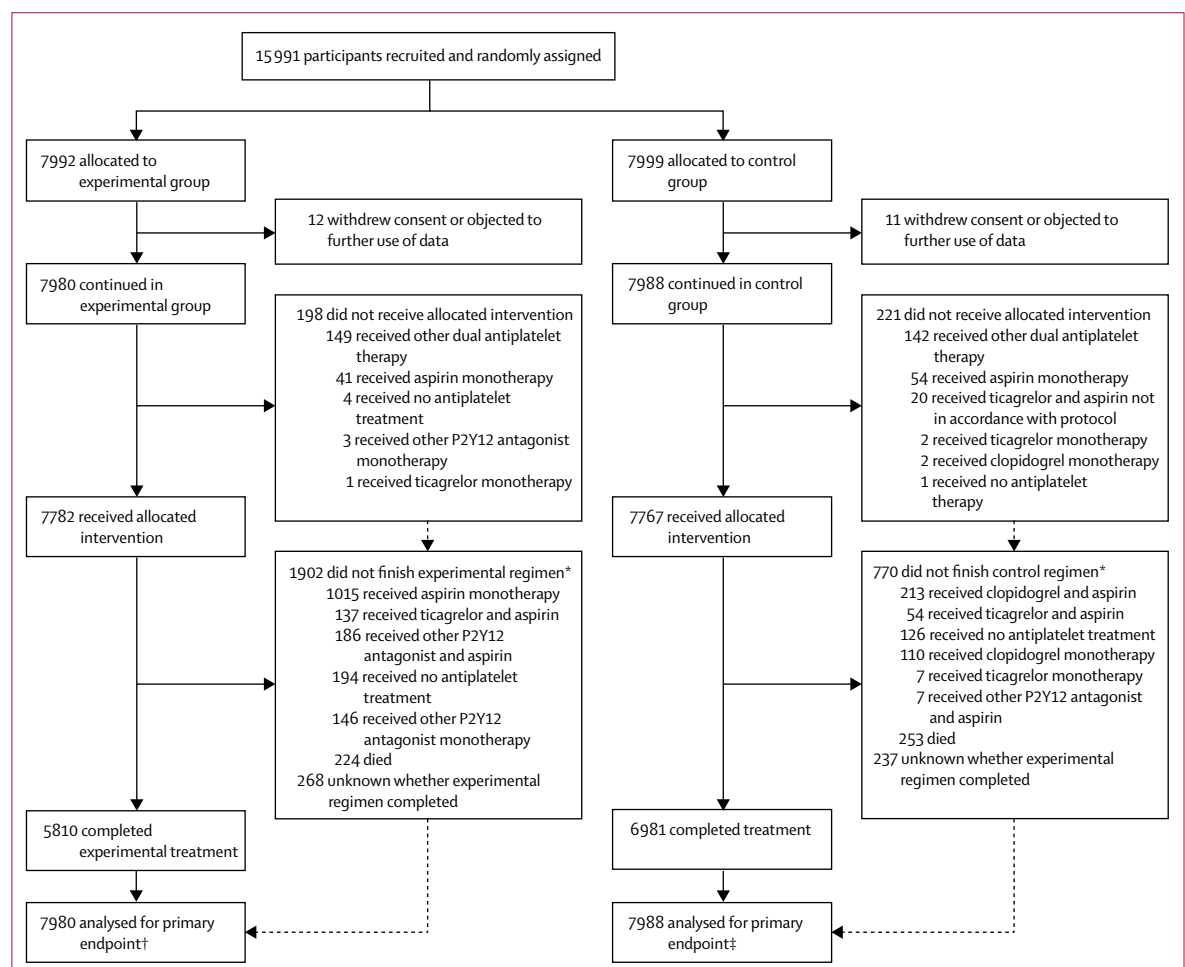 15 991 participants recruited and randomly assigned
7992 allocated to
experimental group
7999 allocated to control
group
12 withdrew consent or objected to
further use of data
11 withdrew consent or objected to
further use of data
7980 continued in
experimental group
7988 continued in control
group
198 did not receive allocated intervention
149 received other dual antiplatelet
therapy
41 received aspirin monotherapy
4 received no antiplatelet
treatment
3 received other P2Y12 antagonist
monotherapy
1 received ticagrelor monotherapy
221 did not receive allocated intervention
142 received other dual antiplatelet
therapy
54 received aspirin monotherapy
20 received ticagrelor and aspirin not
in accordance with protocol
2 received ticagrelor monotherapy
2 received clopidogrel monotherapy
1 received no antiplatelet
therapy
7782 received allocated
intervention
7767 received allocated
intervention
1902 did not finish experimental regimen*
1015 received aspirin monotherapy
137 received ticagrelor and aspirin
186 received other P2Y12
antagonist and aspirin
194 received no antiplatelet
treatment
146 received other P2Y12
antagonist monotherapy
224 died
268 unknown whether experimental
regimen completed
770 did not finish control regimen*
213 received clopidogrel and aspirin
54 received ticagrelor and aspirin
126 received no antiplatelet treatment
110 received clopidogrel monotherapy
7 received ticagrelor monotherapy
7 received other P2Y12 antagonist
and aspirin
253 died
237 unknown whether experimental
regimen completed
5810 completed
experimental treatment
6981 completed treatment
7980 analysed for primary
endpoint†
7988 analysed for primary
endpoint‡